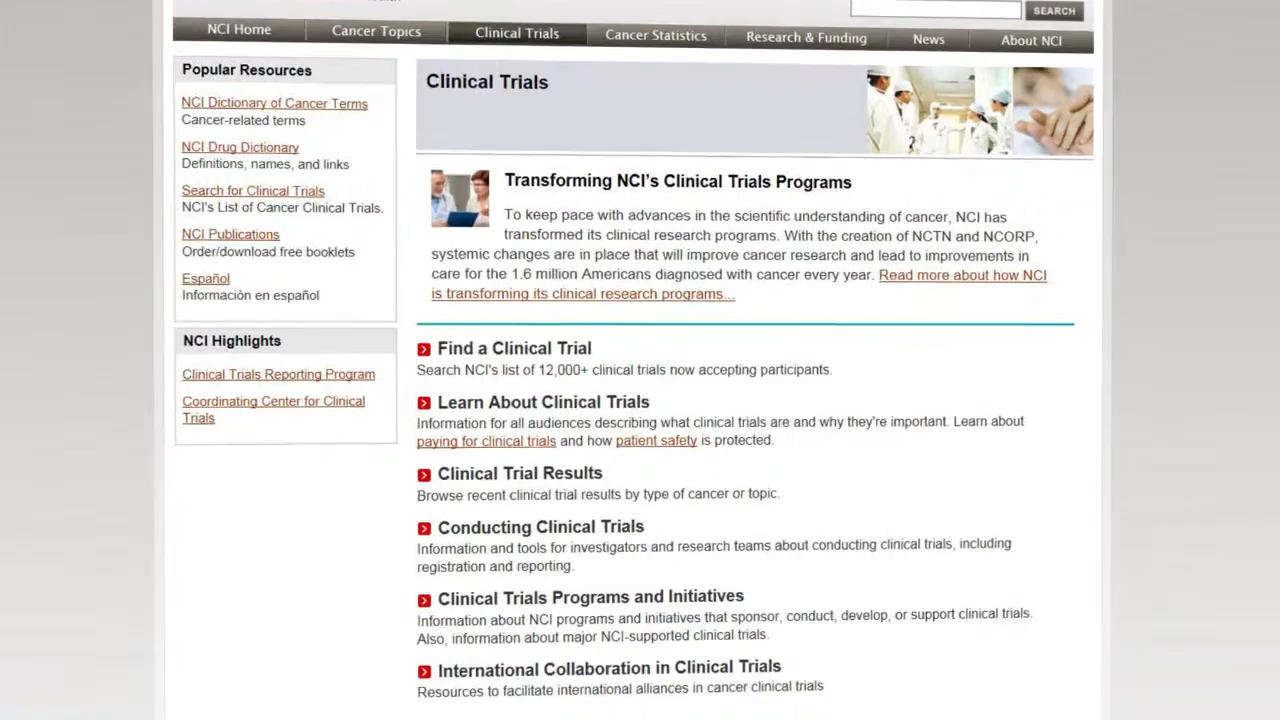 SEARCH
NCI Home
Cancer Topics
Clinical Trials
Cancer Statistics
Research & Funding
News
About NCI
Popular Resources
NCI Dictionary of Cancer Terms
Cancer-related terms
NCI Drug Dictionary
Definitions, names, and links
Search for Clinical Trials
NCI's List of Cancer Clinical Trials.
NCI Publications
Order/download free booklets
Español
Información en español
NCI Highlights
Clinical Trials Reporting Program
Coordinating Center for Clinical
Trials
Clinical Trials
Transforming NCI's Clinical Trials Programs
To keep pace with advances in the scientific understanding of cancer, NCI has
transformed its clinical research programs. With the creation of NCTN and NCORP,
systemic changes are in place that will improve cancer research and lead to improvements in
care for the 1.6 million Americans diagnosed with cancer every year. Read more about how NCI
is transforming its clinical research programs...
Find a Clinical Trial
Search NCI's list of 12,000+ clinical trials now accepting participants.
Learn About Clinical Trials
Information for all audiences describing what clinical trials are and why they're important. Learn about
paying for clinical trials and how patient safety is protected.
Clinical Trial Results
Browse recent clinical trial results by type of cancer or topic.
Conducting Clinical Trials
Information and tools for investigators and research teams about conducting clinical trials, including
registration and reporting.
Clinical Trials Programs and Initiatives
Information about NCI programs and initiatives that sponsor, conduct, develop, or support clinical trials.
Also, information about major NCI-supported clinical trials.
International Collaboration in Clinical Trials
Resources to facilitate international alliances in cancer clinical trials